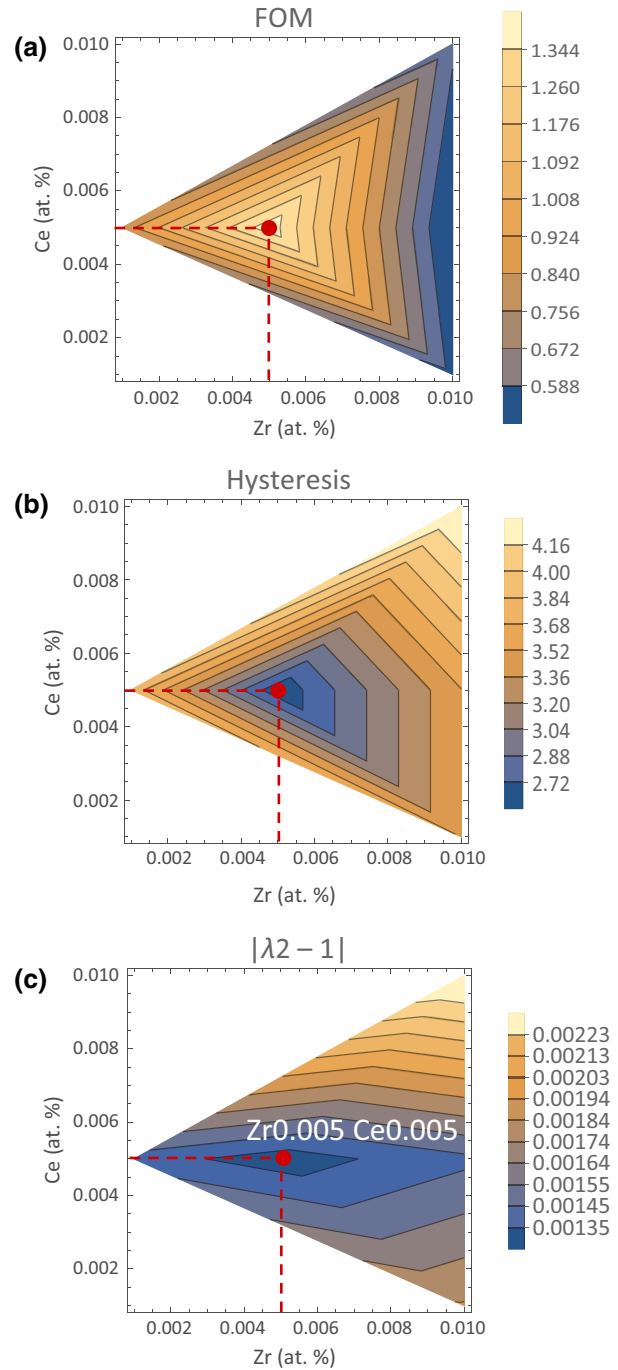 FOM
(a)
0.010
0.008
0.006
0.004
0.002
Ce (at. %)
0.002 0.004 0.006 0.008 0.010
Zr (at. %)
1.344
1.260
1.176
1.092
1.008
0.924
0.840
0.756
0.672
0.588
Hysteresis
(b)
0.010
0.008
0.006
0.004
0.002
Ce (at. %)
0.002 0.004 0.006 0.008 0.010
Zr (at. %)
4.16
4.00
3.84
3.68
3.52
3.36
3.20
3.04
2.88
2.72
|λ2 – 1|
(c)
0.010
0.008
0.006
0.004
0.002
Ce (at. %)
Zr0.005 Ce0.005
0.002 0.004 0.006 0.008 0.010
Zr (at. %)
0.00223
0.00213
0.00203
0.00194
0.00184
0.00174
0.00164
0.00155
0.00145
0.00135